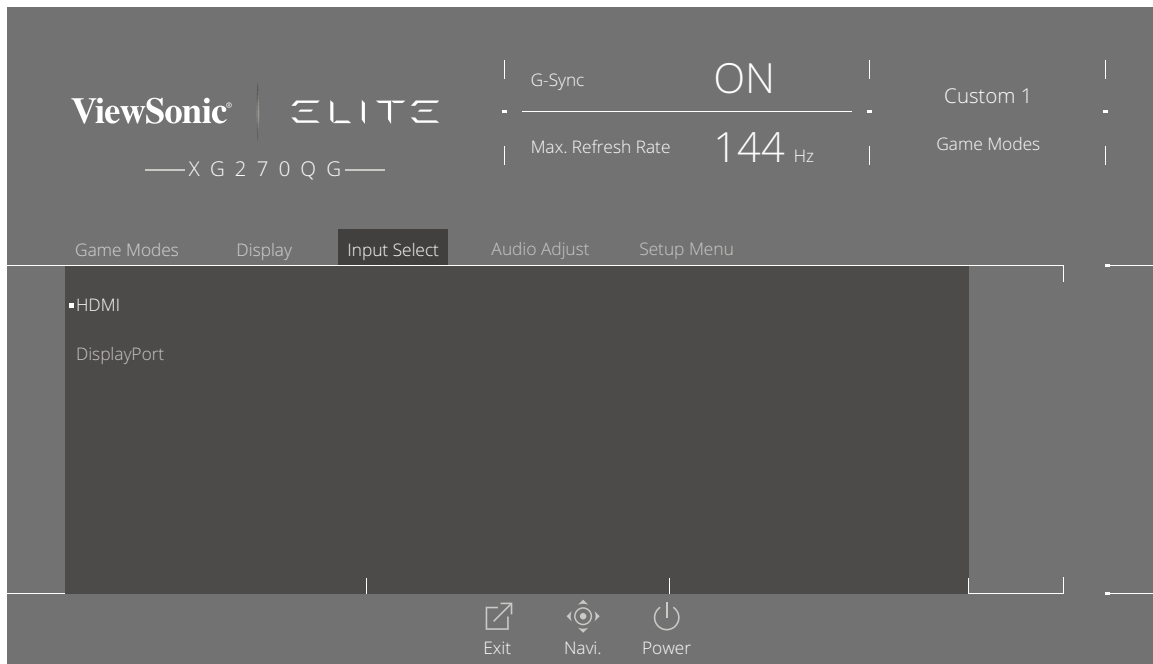 ViewSonic® ELITE
XG270QG
G-Sync ON
Max. Refresh Rate 144 Hz
Custom 1
Game Modes
Game Modes Display Input Select Audio Adjust Setup Menu
HDMI
DisplayPort
Exit Navi. Power